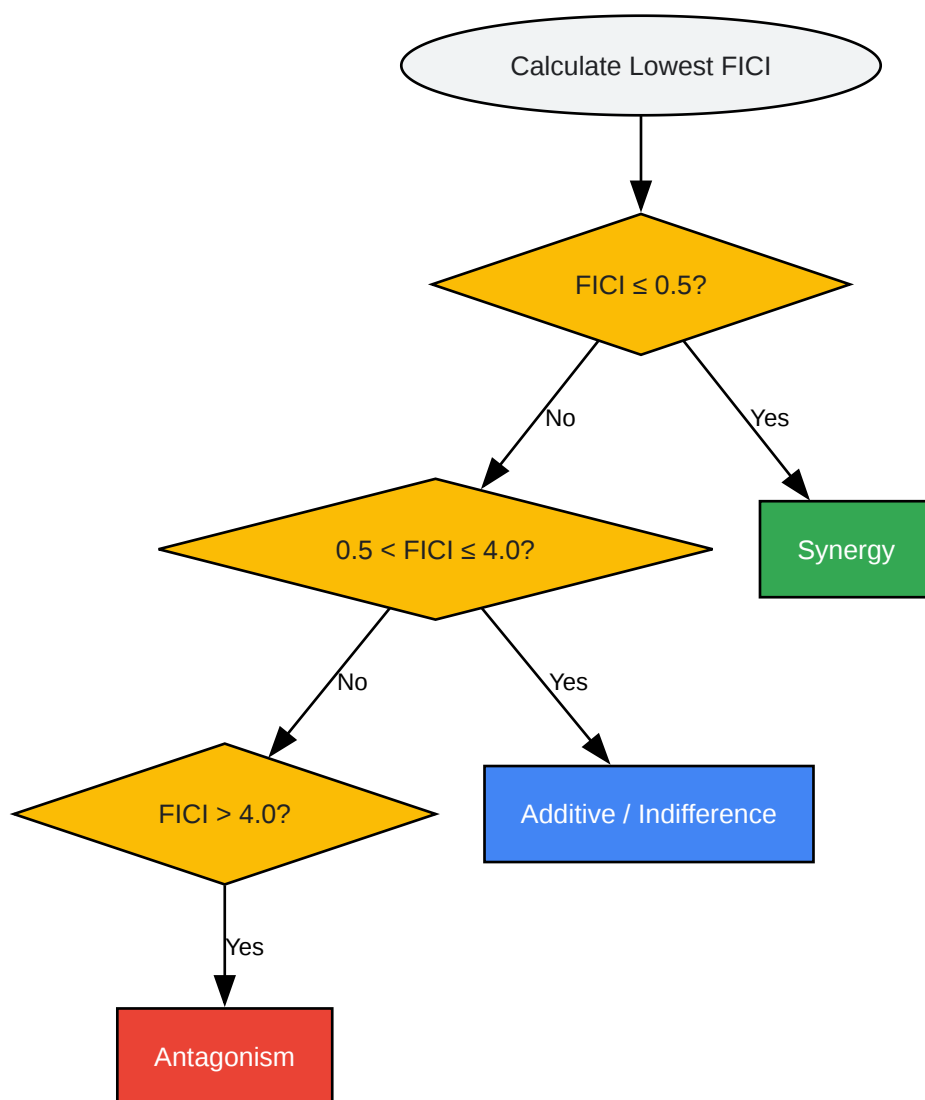 Calculate Lowest FICI
FICI ≤ 0.5?
No
Yes
0.5 < FICI ≤ 4.0?
Synergy
No
Yes
FICI > 4.0?
Additive / Indifference
Yes
Antagonism